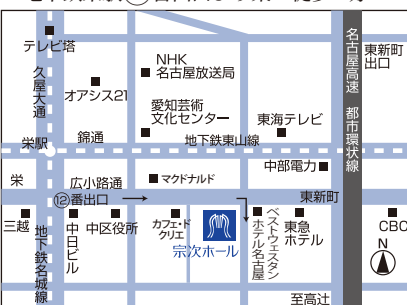 テレビ塔
久屋大通
オアシス21
NHK
名古屋放送局
愛知芸術
文化センター
名古屋高速 都市環状線
東新町
出口
東海テレビ
栄駅
錦通
地下鉄東山線
中部電力
栄
広小路通
マクドナルド
東新町
⑫番出口
三越
地下鉄名城線
中日ビル
中区役所
カフェ・ド
クリエ
宗次ホール
ベストウェスタン
ホテル名古屋
東急
ホテル
CBC
N
至高辻